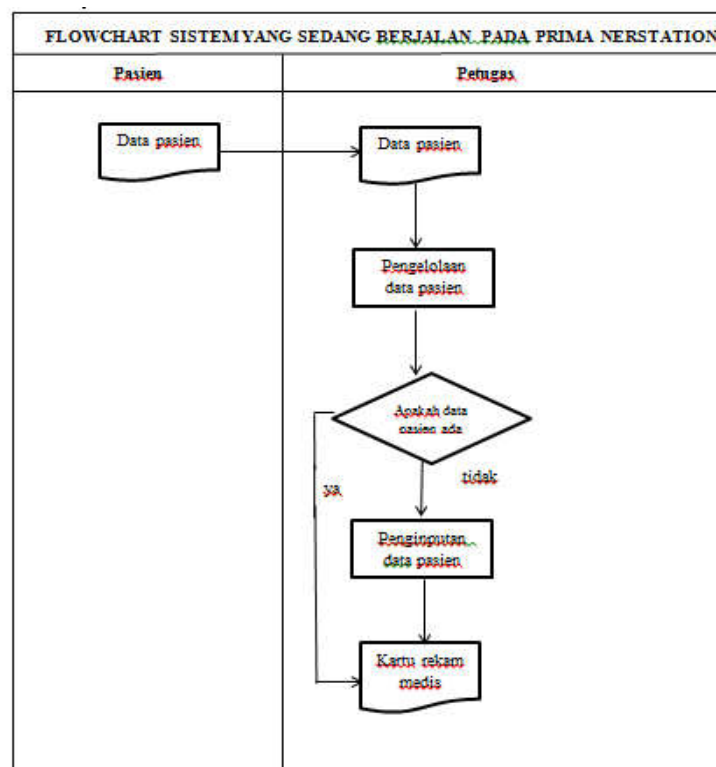 FLOWCHART SISTEM YANG SEDANG BERJALAN PADA PRIMA NERSTATION
Pasien
Petugas
Data pasien
Data pasien
Pengelolaan
data pasien
Apakah data
pasien ada
ya
tidak
Penginputan
data pasien
Kartu rekam
medis